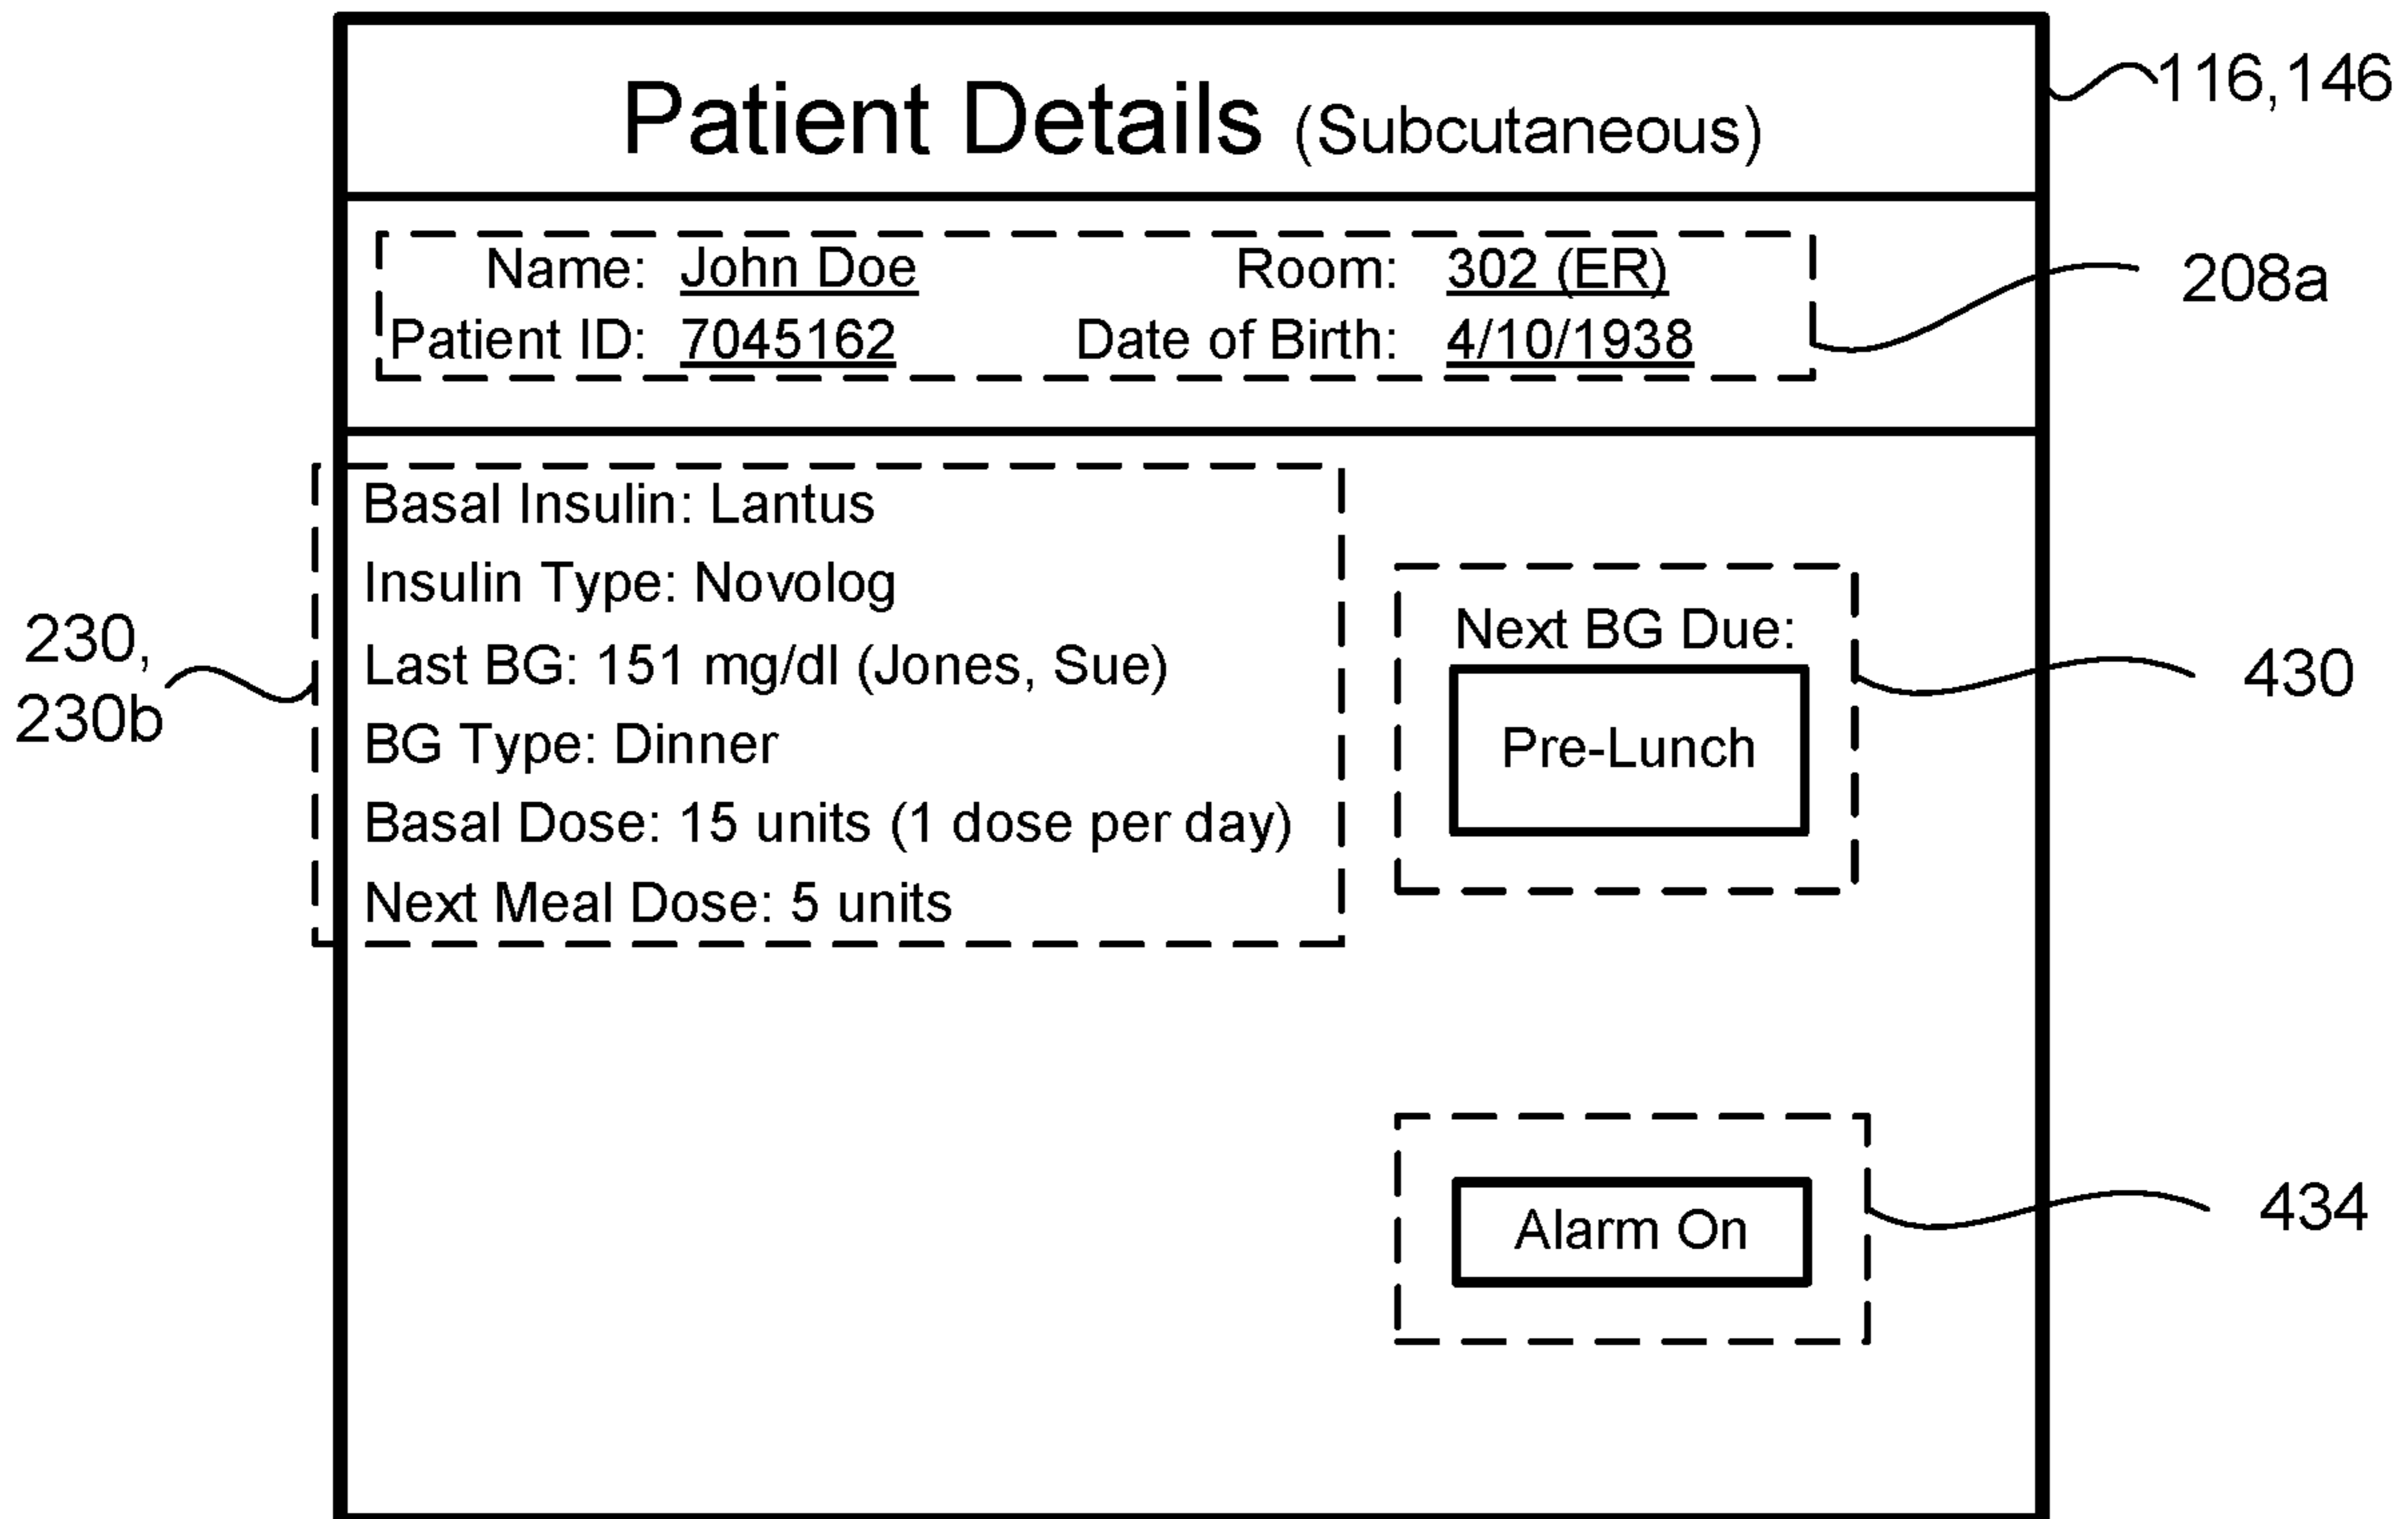 Patient Details (Subcutaneous)
116,146
Name: John Doe Room: 302 (ER)
Patient ID: 7045162 Date of Birth: 4/10/1938
208a
Basal Insulin: Lantus
Insulin Type: Novolog
Last BG: 151 mg/dl (Jones, Sue)
BG Type: Dinner
Basal Dose: 15 units (1 dose per day)
Next Meal Dose: 5 units
230,
230b
Next BG Due:
Pre-Lunch
430
Alarm On
434